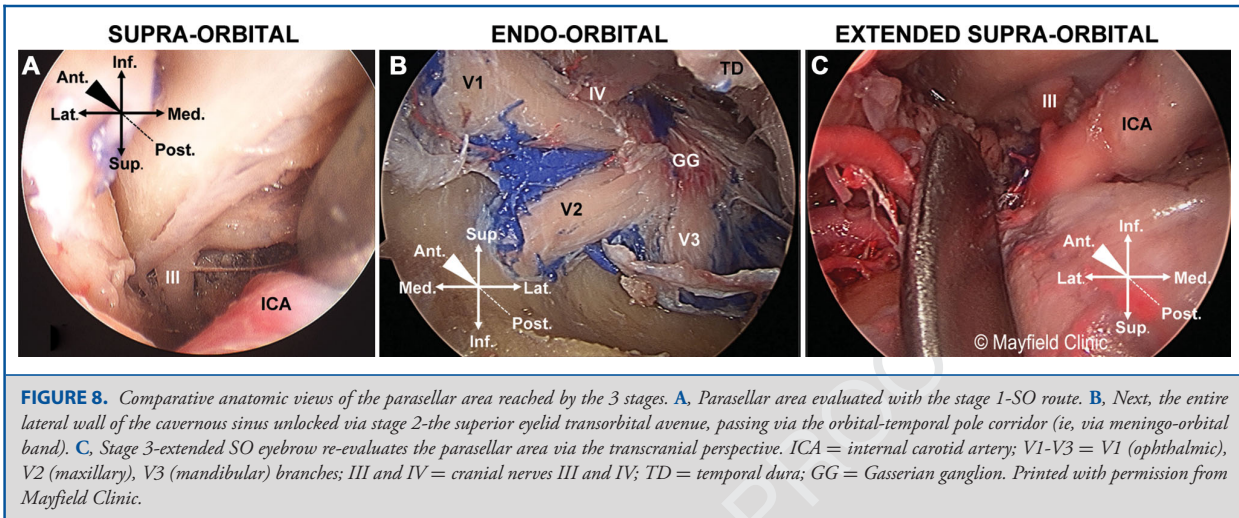 SUPRA-ORBITAL
ENDO-ORBITAL
EXTENDED SUPRA-ORBITAL
A
Inf.
Ant.
Lat.
Med.
Post.
Sup.
III
ICA
B
V1
IV
TD
GG
V2
V3
Sup.
Ant.
Med.
Lat.
Post.
Inf.
C
III
ICA
Inf.
Ant.
Lat.
Med.
Post.
Sup.
© Mayfield Clinic
FIGURE 8. Comparative anatomic views of the parasellar area reached by the 3 stages. A, Parasellar area evaluated with the stage 1-SO route. B, Next, the entire
lateral wall of the cavernous sinus unlocked via stage 2-the superior eyelid transorbital avenue, passing via the orbital-temporal pole corridor (ie, via meningo-orbital
band). C, Stage 3-extended SO eyebrow re-evaluates the parasellar area via the transcranial perspective. ICA = internal carotid artery; V1-V3 = V1 (ophthalmic),
V2 (maxillary), V3 (mandibular) branches; III and IV = cranial nerves III and IV; TD = temporal dura; GG = Gasserian ganglion. Printed with permission from
Mayfield Clinic.